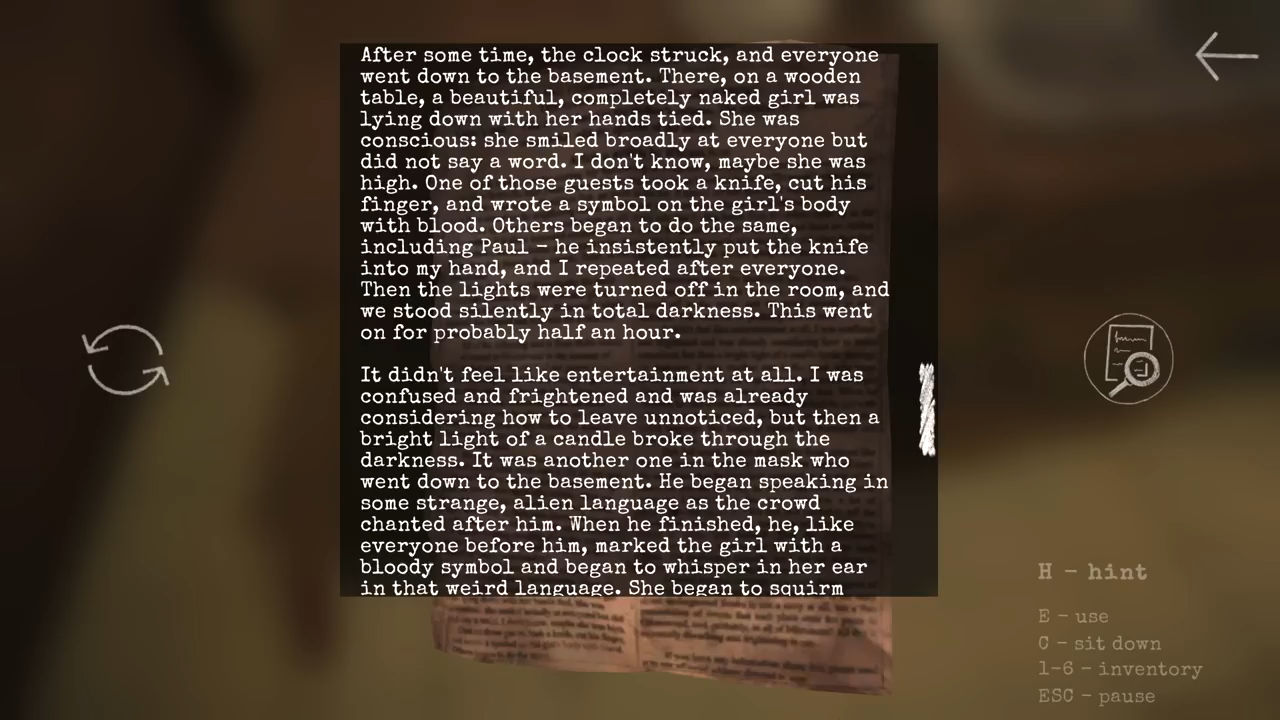 After some time, the clock struck, and everyone
went down to the basement. There, on a wooden
table, a beautiful, completely naked girl was
lying down with her hands tied. She was
conscious: she smiled broadly at everyone but
did not say a word. I don't know, maybe she was
high. One of those guests took a knife, cut his
finger, and wrote a symbol on the girl's body
with blood. Others began to do the same,
including Paul - he insistently put the knife
into my hand, and I repeated after everyone.
Then the lights were turned off in the room, and
we stood silently in total darkness. This went
on for probably half an hour.
It didn't feel like entertainment at all. I was
confused and frightened and was already
considering how to leave unnoticed, but then a
bright light of a candle broke through the
darkness. It was another one in the mask who
went down to the basement. He began speaking in
some strange, alien language as the crowd
chanted after him. When he finished, he, like
everyone before him, marked the girl with a
bloody symbol and began to whisper in her ear
in that weird language. She began to squirm
H - hint
E - use
C - sit down
1-6 - inventory
ESC - pause